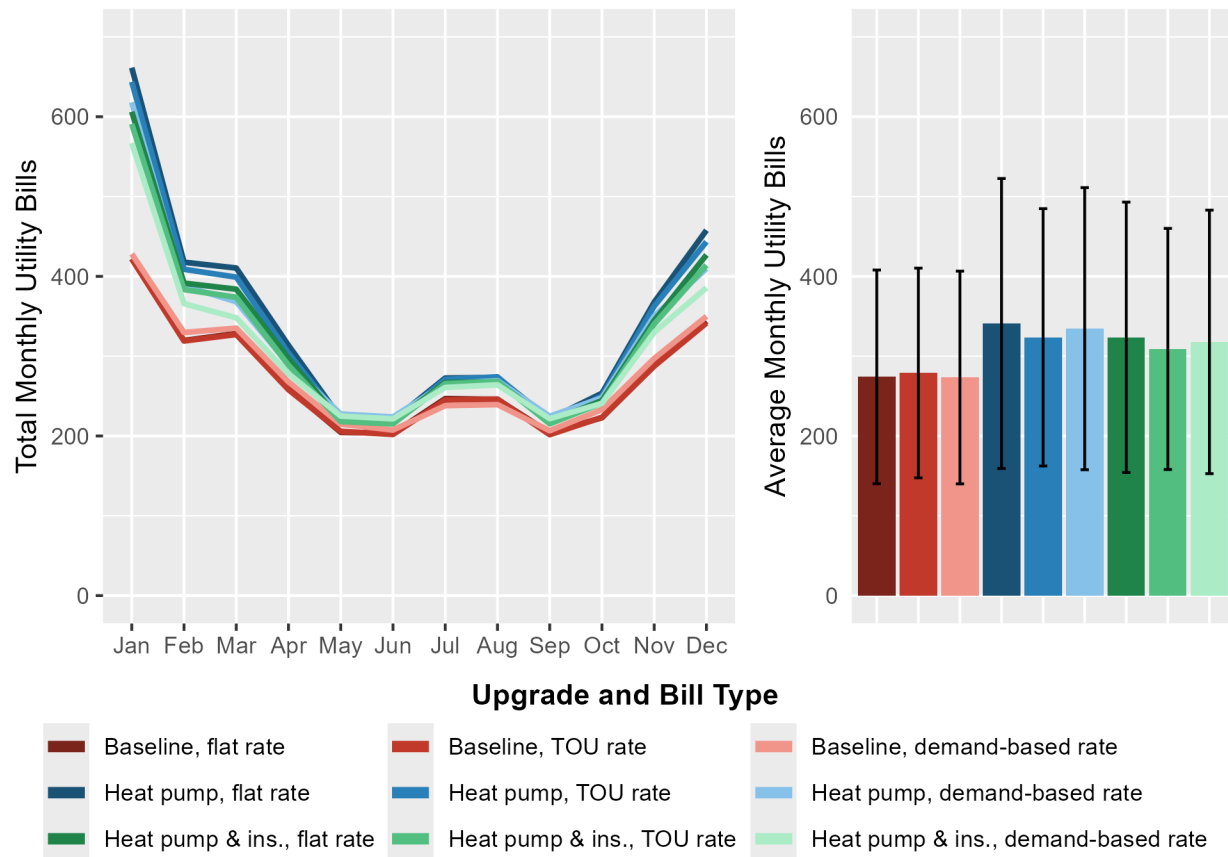 Total Monthly Utility Bills
600
400
200
0
Jan Feb Mar Apr May Jun Jul Aug Sep Oct Nov Dec
Average Monthly Utility Bills
600
400
200
0
Upgrade and Bill Type
Baseline, flat rate
Baseline, TOU rate
Baseline, demand-based rate
Heat pump, flat rate
Heat pump, TOU rate
Heat pump, demand-based rate
Heat pump & ins., flat rate
Heat pump & ins., TOU rate
Heat pump & ins., demand-based rate